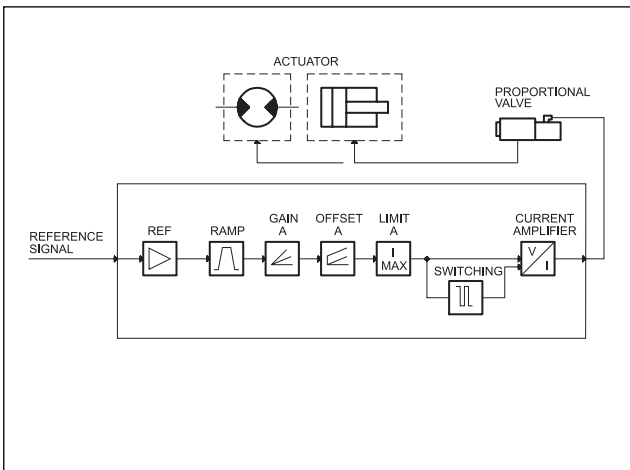 ACTUATOR
PROPORTIONAL
VALVE
REFERENCE
SIGNAL
REF
RAMP
GAIN
A
OFFSET
A
LIMIT
A
I
MAX
SWITCHING
CURRENT
AMPLIFIER
V
I